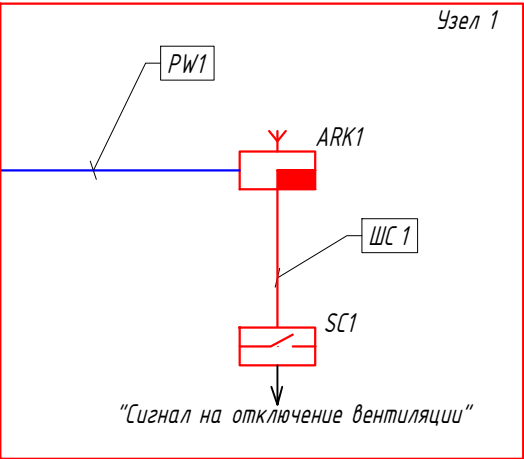 Узел 1
PW1
ARK1
ШС 1
SC1
"Сигнал на отключение вентиляции"